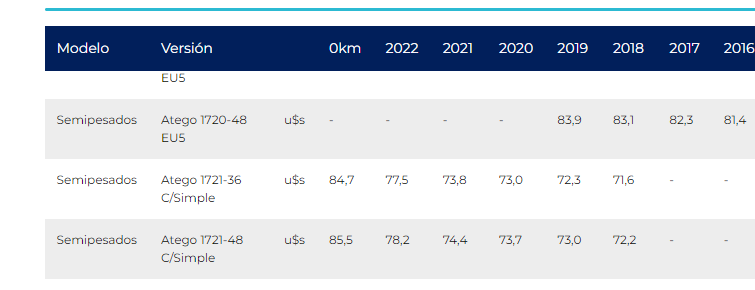 Modelo Versión 0km 2022 2021 2020 2019 2018 2017 2016
EU5
Semipesados Atego 1720-48 u$s - - - - 83,9 83,1 82,3 81,4
EU5
Semipesados Atego 1721-36 u$s 84,7 77,5 73,8 73,0 72,3 71,6 - -
C/Simple
Semipesados Atego 1721-48 u$s 85,5 78,2 74,4 73,7 73,0 72,2 - -
C/Simple